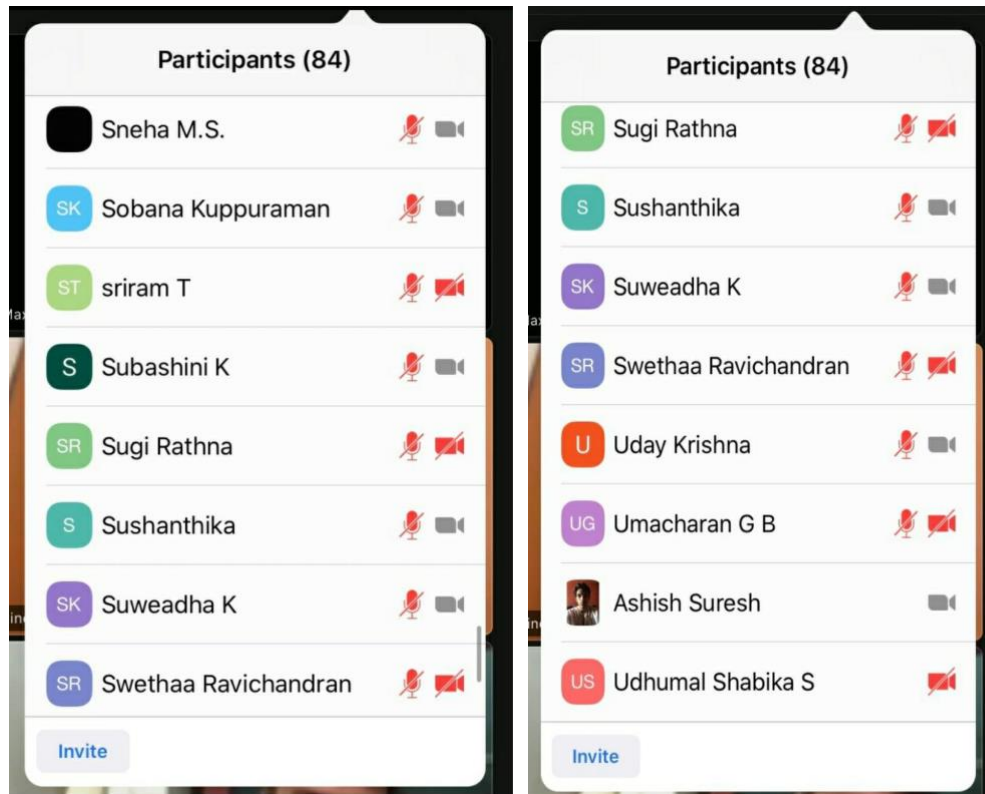 Participants (84)
Sneha M.S.
SK Sobana Kuppuraman
ST sriram T
S Subashini K
SR Sugi Rathna
S Sushanthika
SK Suweadha K
SR Swethaa Ravichandran
Invite
Participants (84)
SR Sugi Rathna
S Sushanthika
SK Suweadha K
SR Swethaa Ravichandran
U Uday Krishna
UG Umacharan G B
Ashish Suresh
US Udhumal Shabika S
Invite